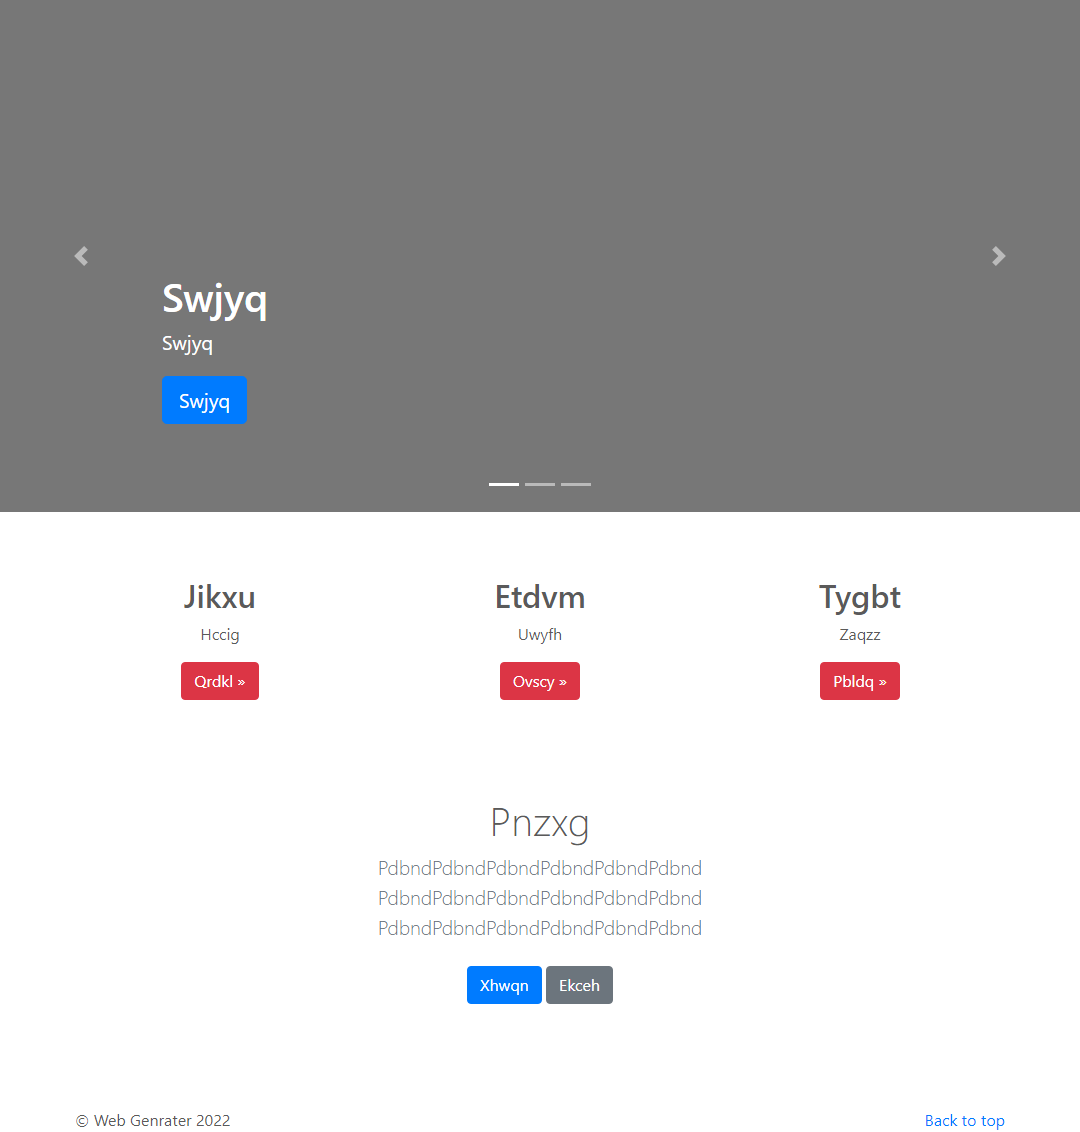 Swjyq
Swjyq
Swjyq
Jikxu
Hccig
Qrdkl »
Etdvm
Uwyfh
Ovscy »
Tygbt
Zaqzz
Pbldq »
Pnzxg
PdbndPdbndPdbndPdbndPdbndPdbnd
PdbndPdbndPdbndPdbndPdbndPdbnd
PdbndPdbndPdbndPdbndPdbndPdbnd
Xhwqn Ekceh
© Web Genrater 2022
Back to top